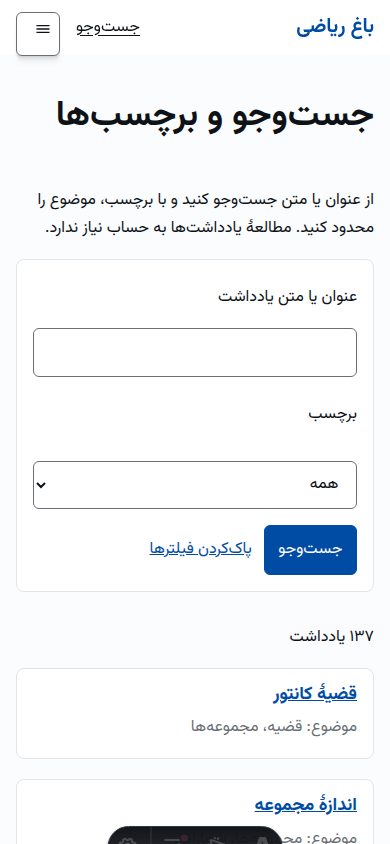 باغ ریاضی
جست‌وجو
جست‌وجو و برچسب‌ها
از عنوان یا متن جست‌وجو کنید و با برچسب، موضوع را
محدود کنید. مطالعهٔ یادداشت‌ها به حساب نیاز ندارد.
عنوان یا متن یادداشت
برچسب
همه
جست‌وجو
پاک‌کردن فیلترها
۱۳۷ یادداشت
قضیهٔ کانتور
موضوع: قضیه، مجموعه‌ها
اندازهٔ مجموعه
موضوع: